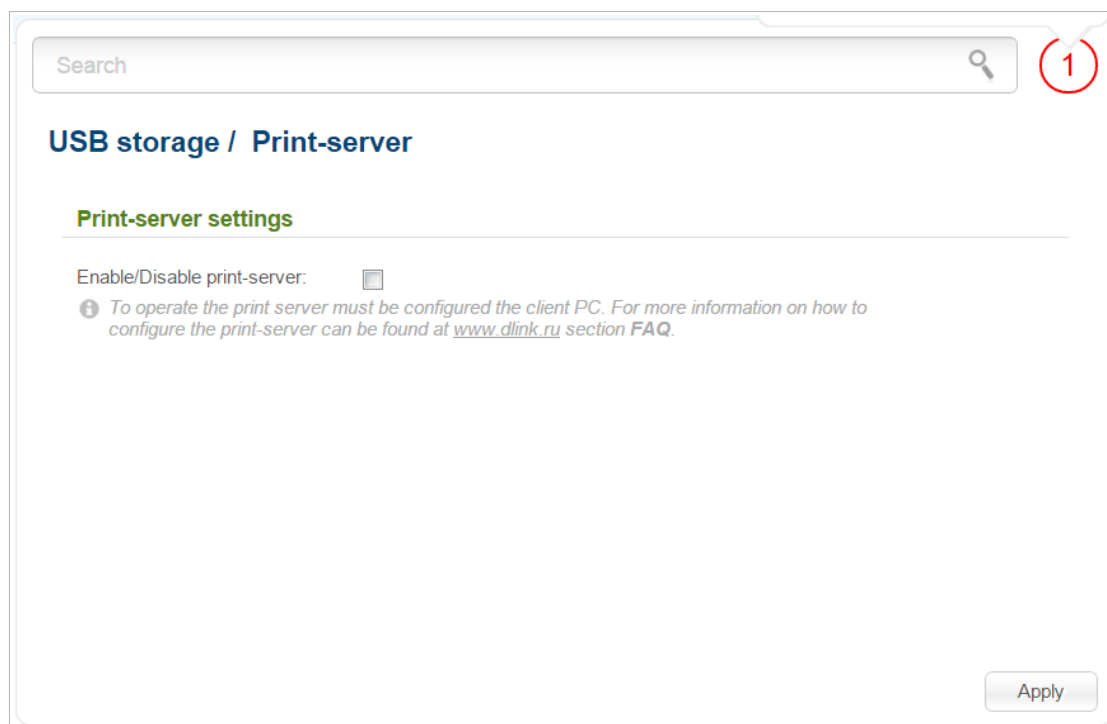 Search
1
USB storage /  Print-server
Print-server settings
Enable/Disable print-server:
To operate the print server must be configured the client PC. For more information on how to
configure the print-server can be found at www.dlink.ru section FAQ.
Apply